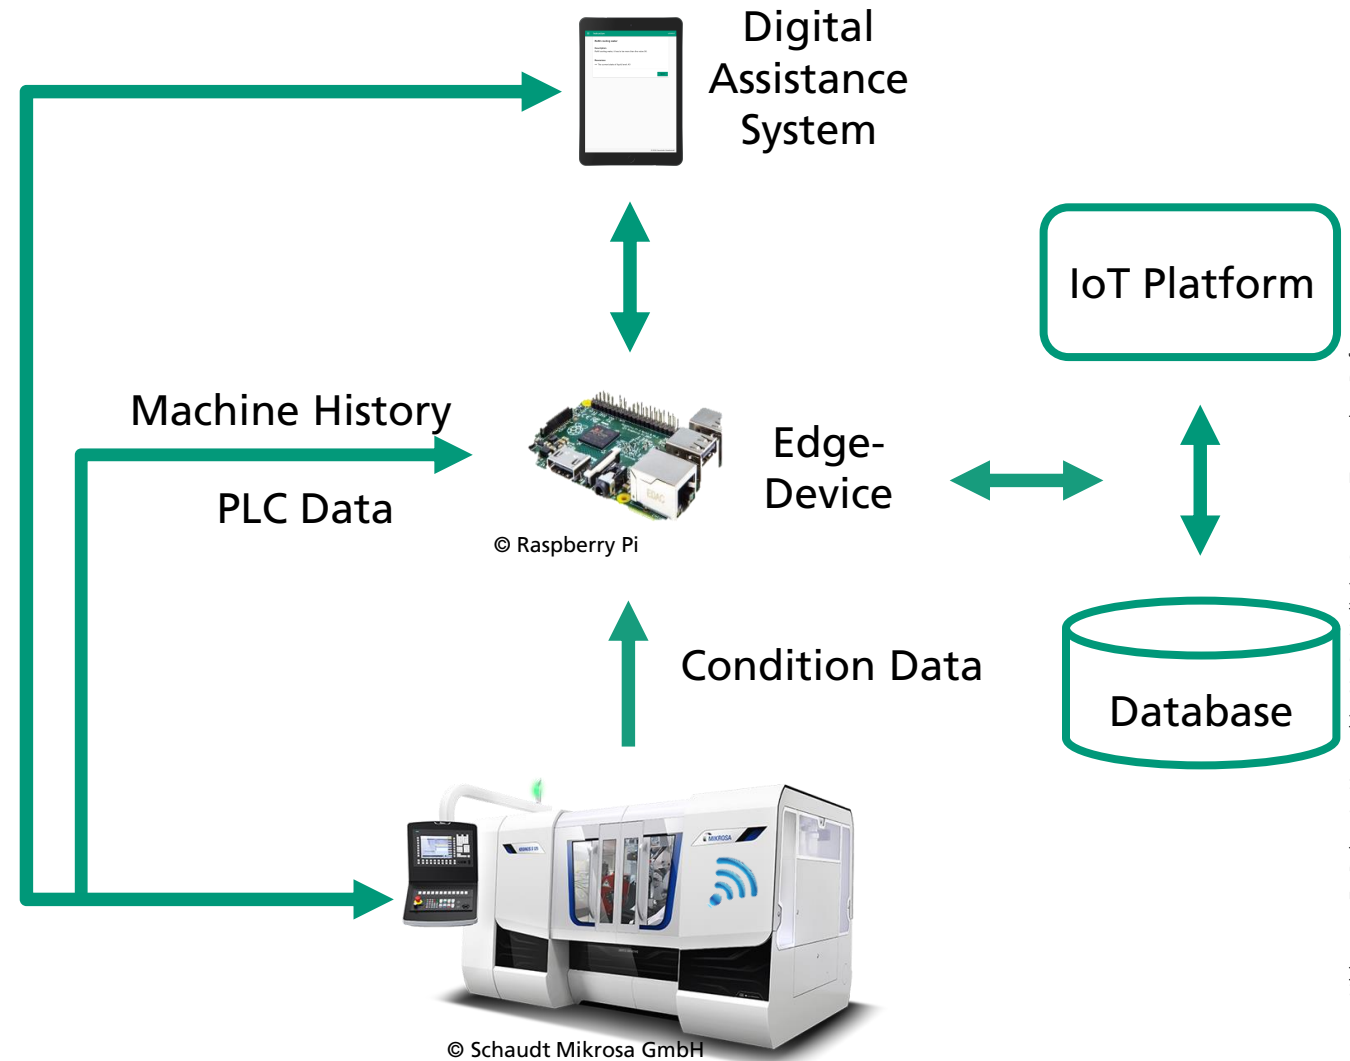 Digital
Assistance
System
IoT Platform
Machine History
PLC Data
Edge-
Device
© Raspberry Pi
Condition Data
Database
MIKROSA
© Schaudt Mikrosa GmbH